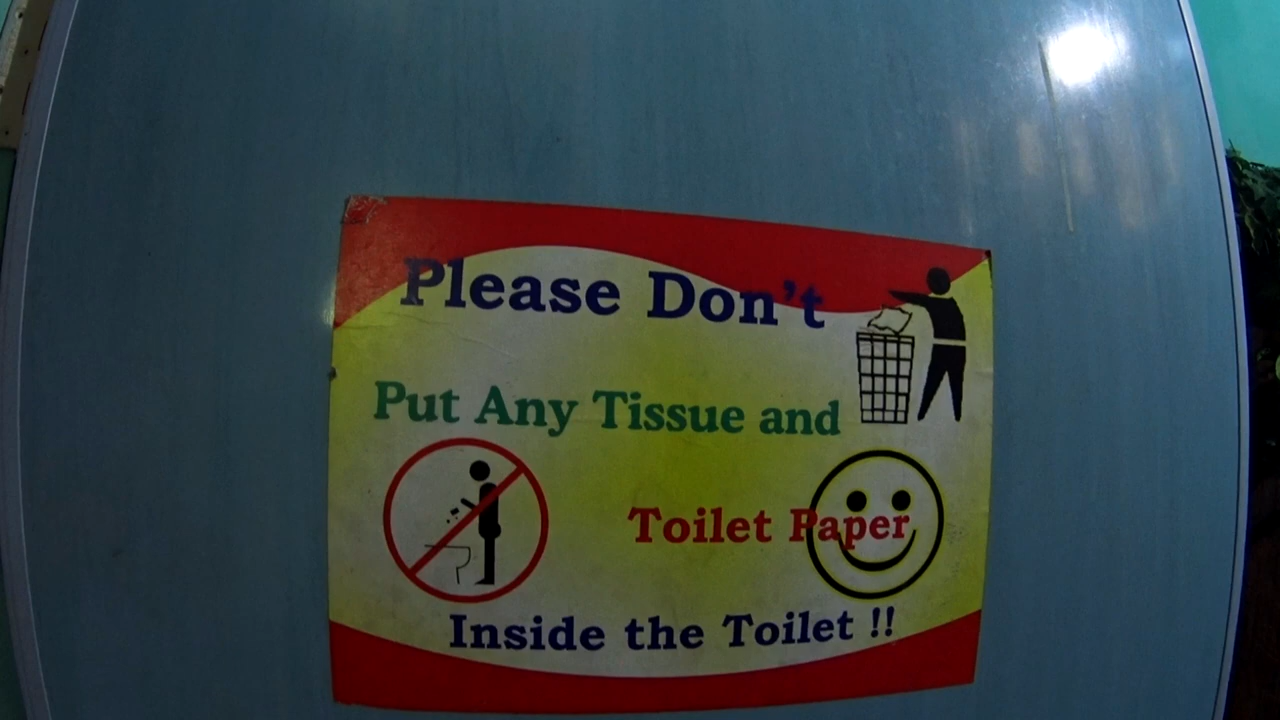 Please Don't
Put Any Tissue and
Toilet Paper
Inside the Toilet !!